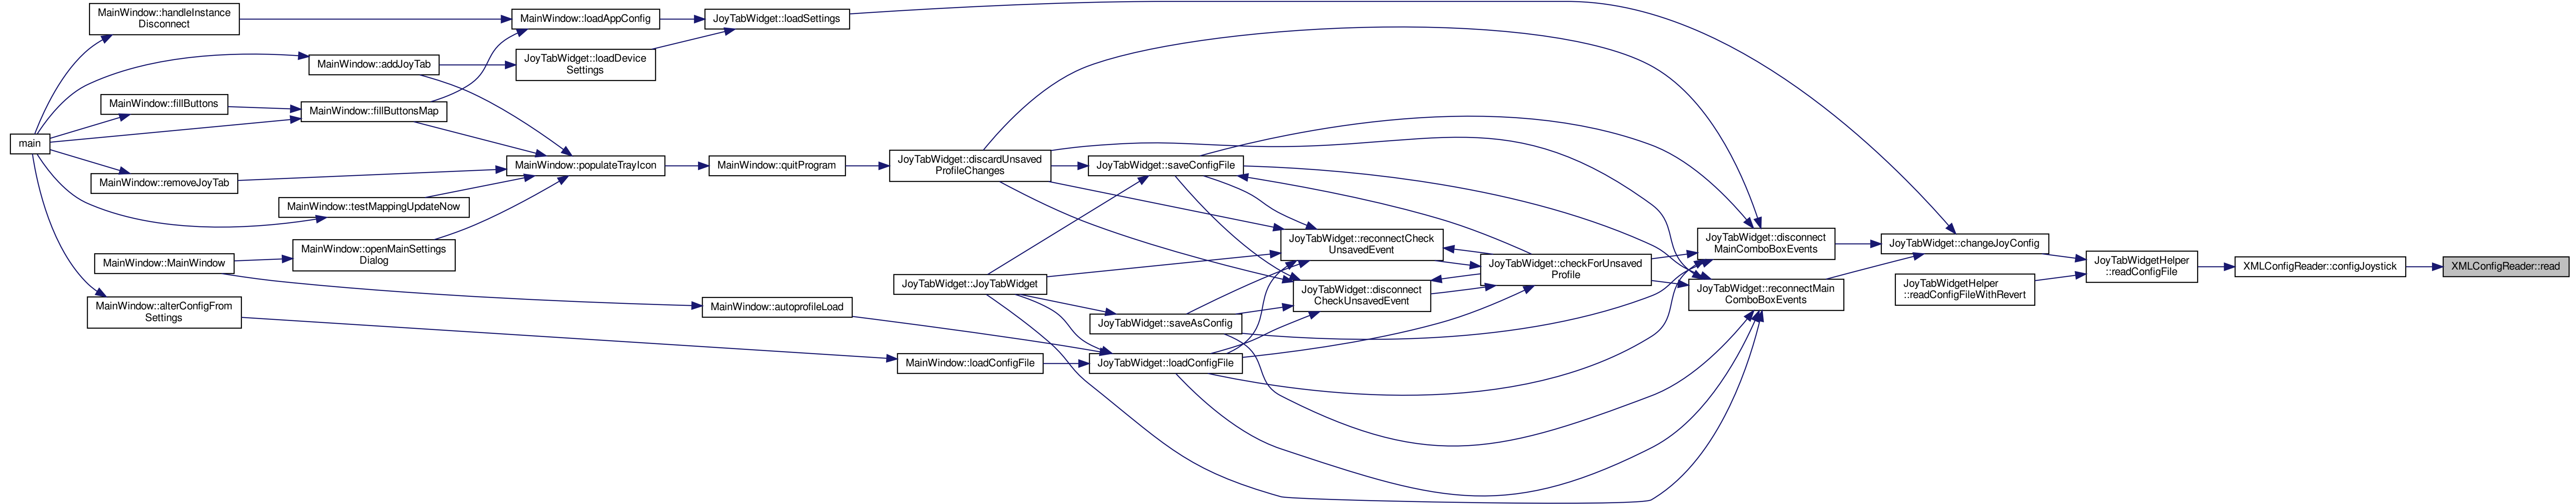 MainWindow::handleInstance
Disconnect
MainWindow::loadAppConfig
JoyTabWidget::loadSettings
MainWindow::addJoyTab
JoyTabWidget::loadDevice
Settings
MainWindow::fillButtons
MainWindow::fillButtonsMap
main
MainWindow::populateTrayIcon
MainWindow::quitProgram
JoyTabWidget::discardUnsaved
ProfileChanges
JoyTabWidget::saveConfigFile
MainWindow::removeJoyTab
MainWindow::testMappingUpdateNow
MainWindow::openMainSettings
Dialog
MainWindow::MainWindow
JoyTabWidget::reconnectCheck
UnsavedEvent
JoyTabWidget::disconnect
MainComboBoxEvents
JoyTabWidget::changeJoyConfig
JoyTabWidget::checkForUnsaved
Profile
JoyTabWidgetHelper
::readConfigFile
XMLConfigReader::configJoystick
XMLConfigReader::read
JoyTabWidget::JoyTabWidget
JoyTabWidget::disconnect
CheckUnsavedEvent
JoyTabWidget::reconnectMain
ComboBoxEvents
JoyTabWidgetHelper
::readConfigFileWithRevert
MainWindow::alterConfigFrom
Settings
MainWindow::autoprofileLoad
JoyTabWidget::saveAsConfig
MainWindow::loadConfigFile
JoyTabWidget::loadConfigFile